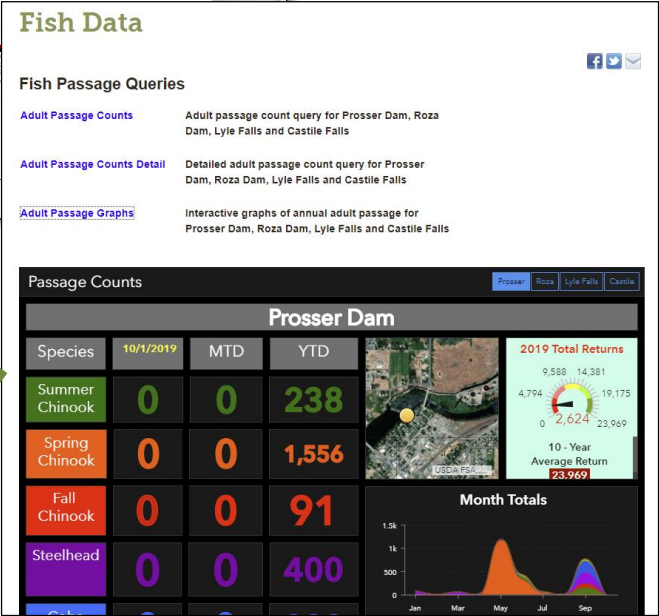 Fish Data
Fish Passage Queries
Adult Passage Counts
Adult passage count query for Prosser Dam, Roza
Dam, Lyle Falls and Castile Falls
Adult Passage Counts Detail
Detailed adult passage count query for Prosser
Dam, Roza Dam, Lyle Falls and Castile Falls
Adult Passage Graphs
Interactive graphs of annual adult passage for
Prosser Dam, Roza Dam, Lyle Falls and Castile Falls
Passage Counts
Prosser Roza Lyle Falls Castile
Prosser Dam
Species 10/1/2019 MTD YTD
Summer
Chinook
0 0 238
Spring
Chinook
0 0 1,556
Fall
Chinook
0 0 91
Steelhead
0 0 400
USDA FSA,...
2019 Total Returns
9,588 14,381
4,794 19,175
0 2,624 23,969
10 - Year
Average Return
23,969
Month Totals
1.5k
1k
500
0
Jan Mar May Jul Sep